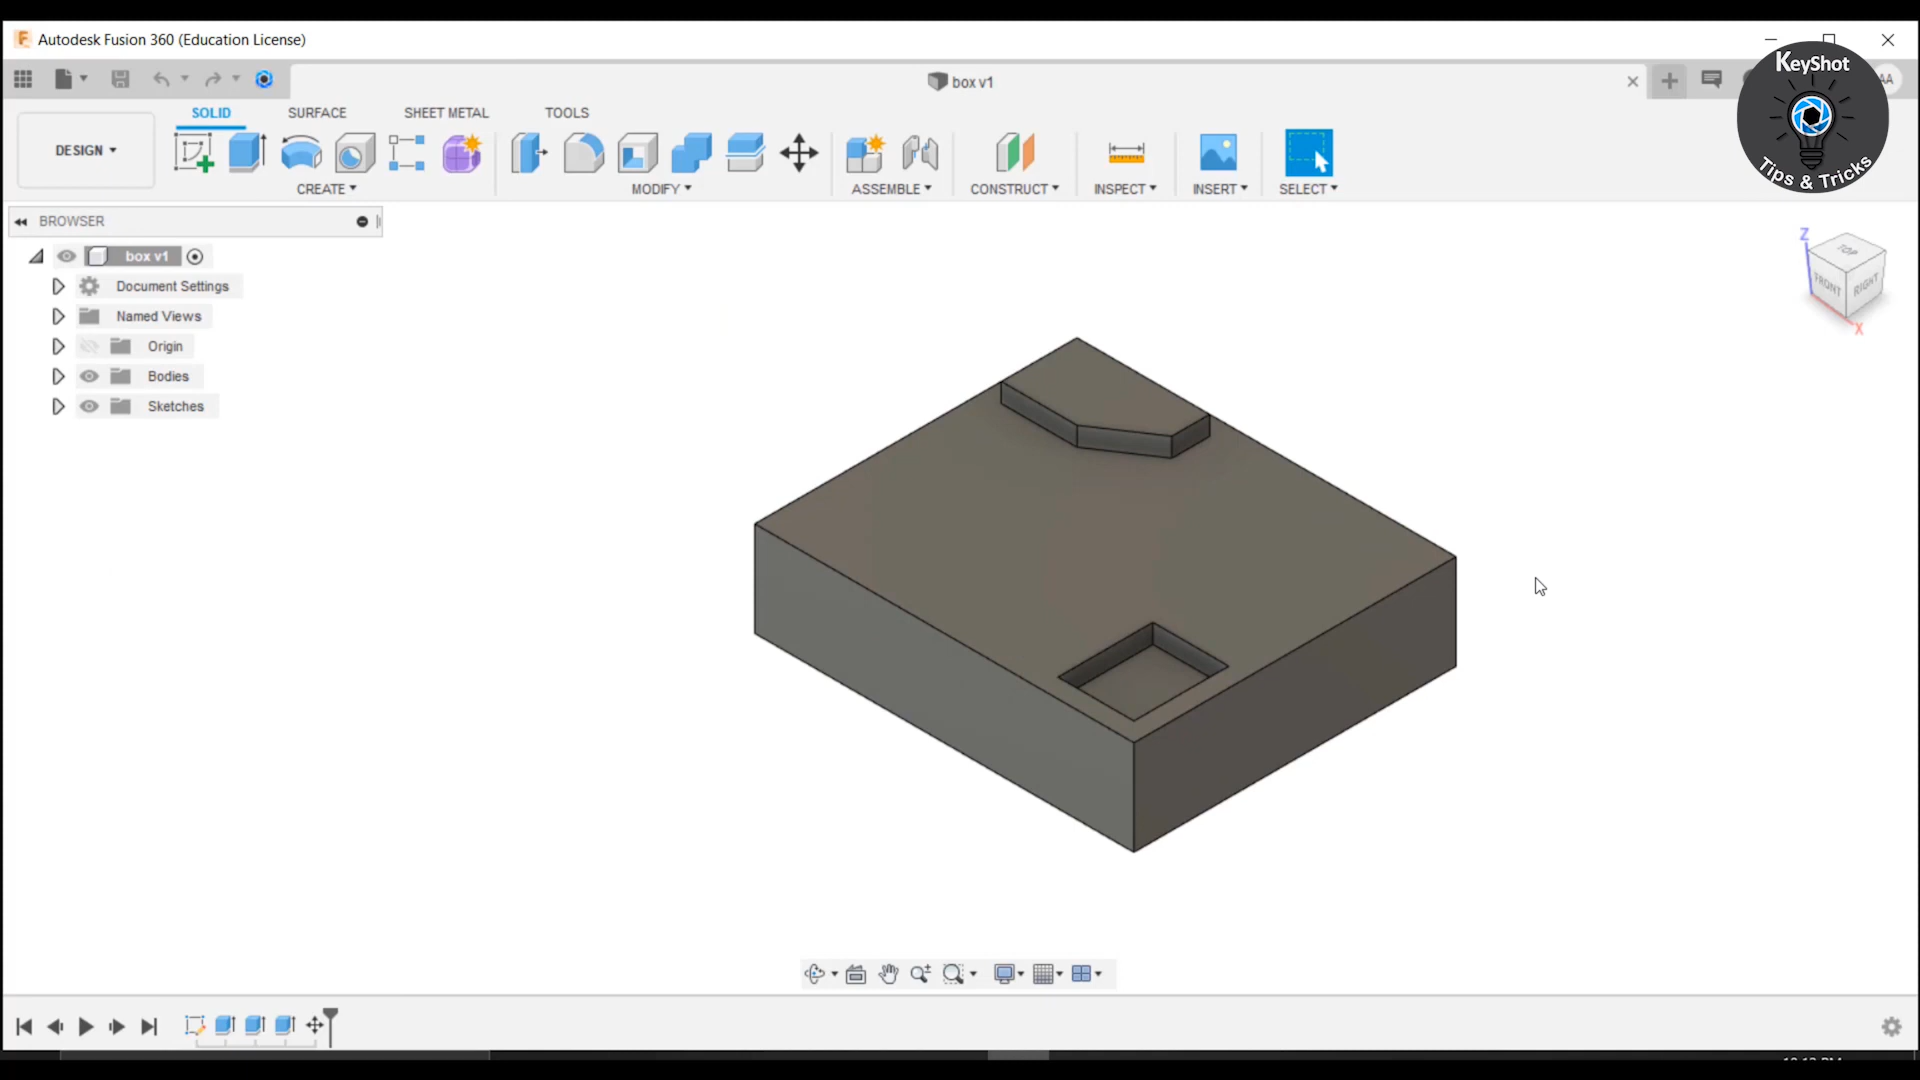 Autodesk Fusion 360 (Education License)
KeyShot
Tips & Tricks
AA
box v1
SOLID
SURFACE
SHEET METAL
TOOLS
DESIGN
CREATE
MODIFY
ASSEMBLE
CONSTRUCT
INSPECT
INSERT
SELECT
BROWSER
box v1
Document Settings
Named Views
Origin
Bodies
Sketches
Z
TOP
FRONT
RIGHT
X